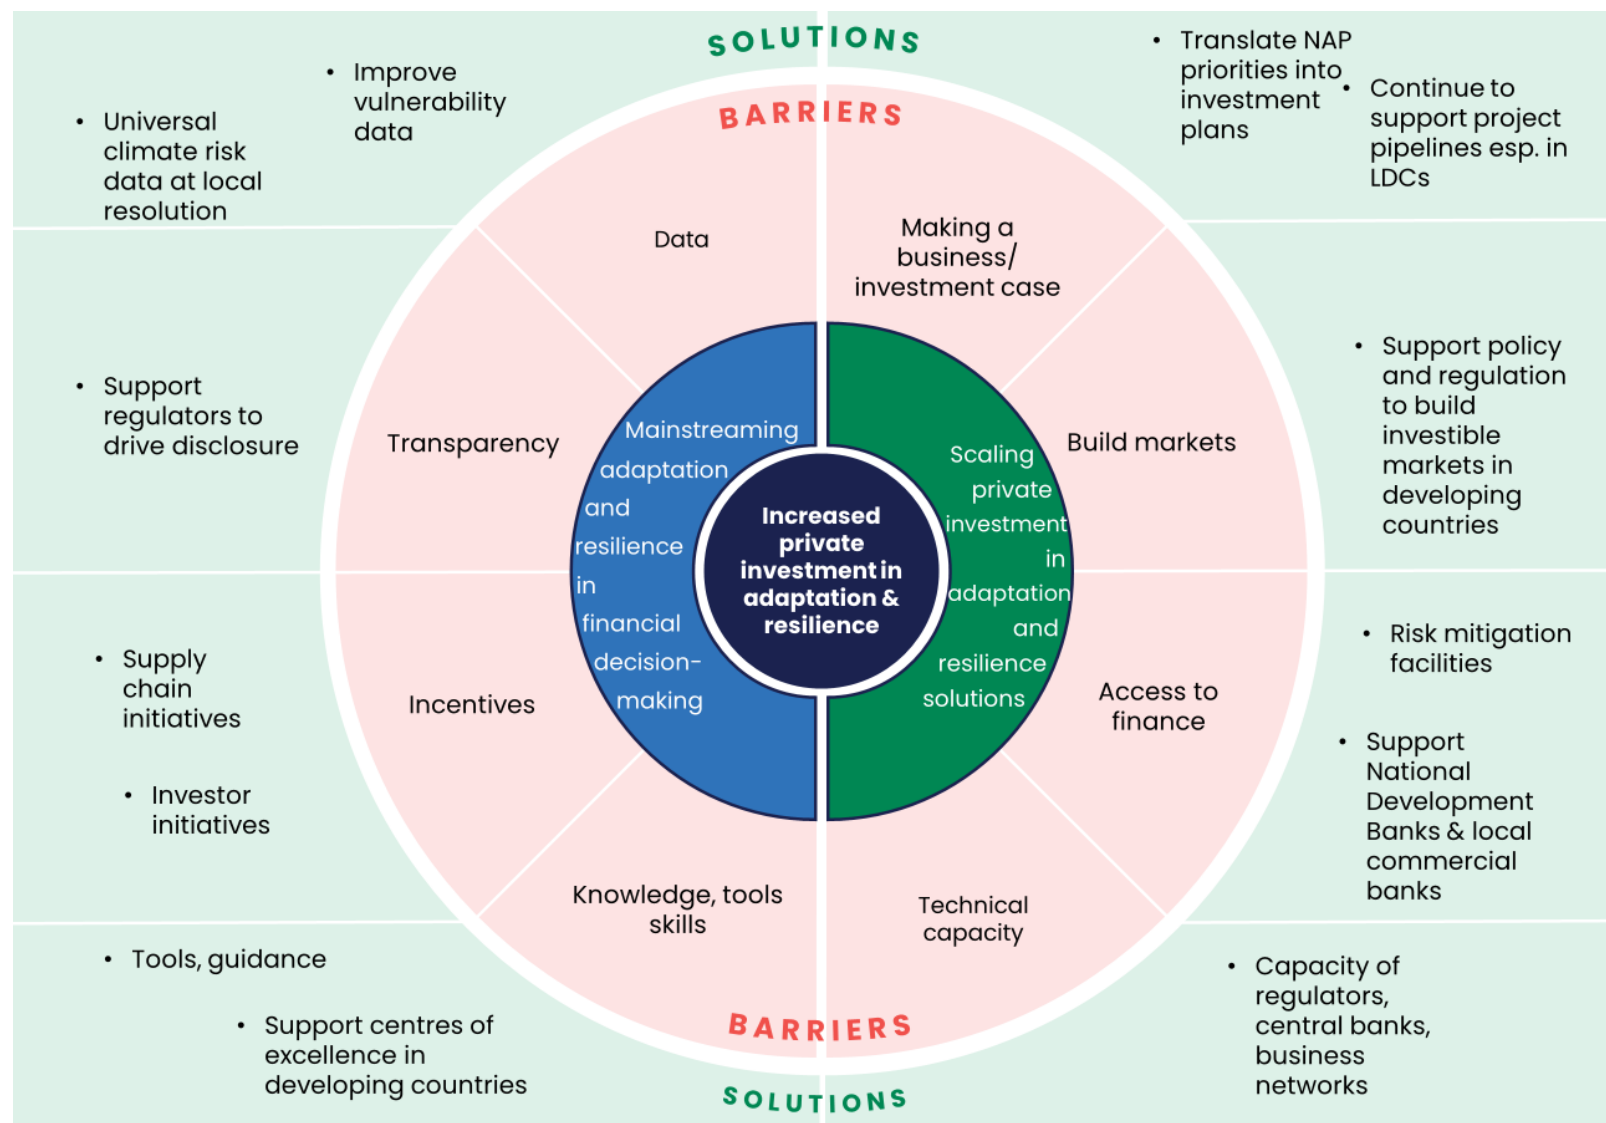 SOLUTIONS
BARRIERS
• Improve
vulnerability
data
• Universal
climate risk
data at local
resolution
• Translate NAP
priorities into
investment
plans
• Continue to
support project
pipelines esp. in
LDCs
Data
Making a
business/
investment case
• Support
regulators to
drive disclosure
Transparency
Build markets
• Support policy
and regulation
to build
investible
markets in
developing
countries
Mainstreaming
adaptation
and
resilience
in
financial
decision-
making
Increased
private
investment in
adaptation &
resilience
Scaling
private
investment
in
adaptation
and
resilience
solutions
• Supply
chain
initiatives
• Investor
initiatives
Incentives
Access to
finance
• Risk mitigation
facilities
• Support
National
Development
Banks & local
commercial
banks
Knowledge, tools
skills
Technical
capacity
• Tools, guidance
• Support centres of
excellence in
developing countries
• Capacity of
regulators,
central banks,
business
networks
BARRIERS
SOLUTIONS